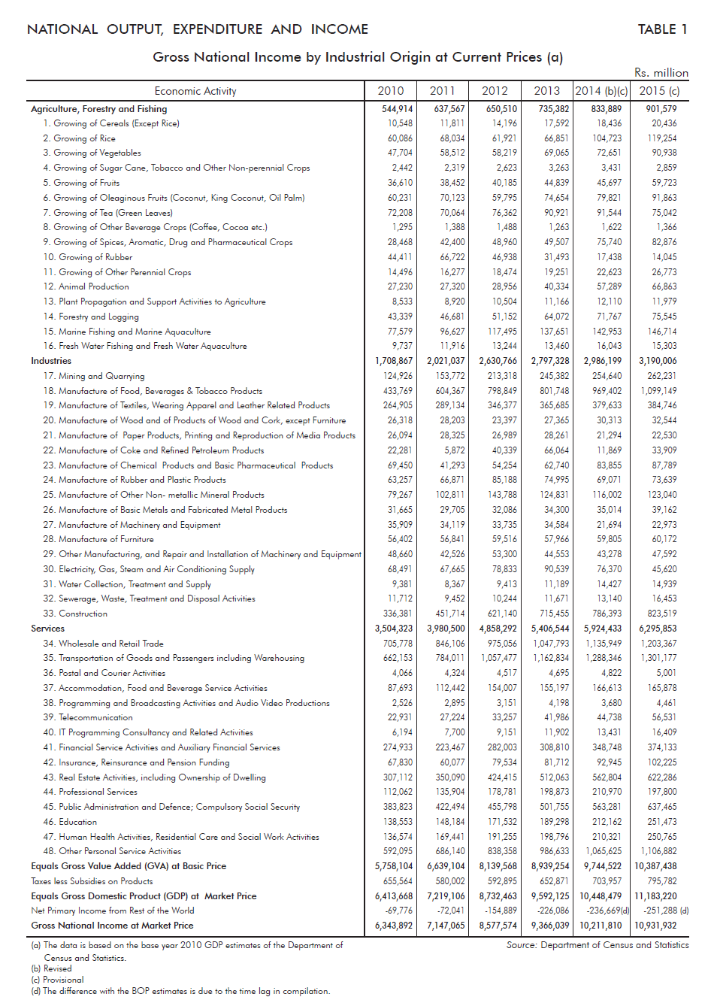 NATIONAL OUTPUT, EXPENDITURE AND INCOME TABLE 1
Gross National Income by Industrial Origin at Current Prices (a)
Rs. million
Economic Activity 2010 2011 2012 2013 2014 (b)(c) 2015 (c)
Agriculture, Forestry and Fishing 544,914 637,567 650,510 735,382 833,889 901,579
1. Growing of Cereals (Except Rice) 10,548 11,811 14,196 17,592 18,436 20,436
2. Growing of Rice 60,086 68,034 61,921 66,851 104,723 119,254
3. Growing of Vegetables 47,704 58,512 58,219 69,065 72,651 90,938
4. Growing of Sugar Cane, Tobacco and Other Non-perennial Crops 2,442 2,319 2,623 3,263 3,431 2,859
5. Growing of Fruits 36,610 38,452 40,185 44,839 45,697 59,723
6. Growing of Oleaginous Fruits (Coconut, King Coconut, Oil Palm) 60,231 70,123 59,795 74,654 79,821 91,863
7. Growing of Tea (Green Leaves) 72,208 70,064 76,362 90,921 91,544 75,042
8. Growing of Other Beverage Crops (Coffee, Cocoa etc.) 1,295 1,388 1,488 1,263 1,622 1,366
9. Growing of Spices, Aromatic, Drug and Pharmaceutical Crops 28,468 42,400 48,960 49,507 75,740 82,876
10. Growing of Rubber 44,411 66,722 46,938 31,493 17,438 14,045
11. Growing of Other Perennial Crops 14,496 16,277 18,474 19,251 22,623 26,773
12. Animal Production 27,230 27,320 28,956 40,334 57,289 66,863
13. Plant Propagation and Support Activities to Agriculture 8,533 8,920 10,504 11,166 12,110 11,979
14. Forestry and Logging 43,339 46,681 51,152 64,072 71,767 75,545
15. Marine Fishing and Marine Aquaculture 77,579 96,627 117,495 137,651 142,953 146,714
16. Fresh Water Fishing and Fresh Water Aquaculture 9,737 11,916 13,244 13,460 16,043 15,303
Industries 1,708,867 2,021,037 2,630,766 2,797,328 2,986,199 3,190,006
17. Mining and Quarrying 124,926 153,772 213,318 245,382 254,640 262,231
18. Manufacture of Food, Beverages & Tobacco Products 433,769 604,367 798,849 801,748 969,402 1,099,149
19. Manufacture of Textiles, Wearing Apparel and Leather Related Products 264,905 289,134 346,377 365,685 379,633 384,746
20. Manufacture of Wood and of Products of Wood and Cork, except Furniture 26,318 28,203 23,397 27,365 30,313 32,544
21. Manufacture of Paper Products, Printing and Reproduction of Media Products 26,094 28,325 26,989 28,261 21,294 22,530
22. Manufacture of Coke and Refined Petroleum Products 22,281 5,872 40,339 66,064 11,869 33,909
23. Manufacture of Chemical Products and Basic Pharmaceutical Products 69,450 41,293 54,254 62,740 83,855 87,789
24. Manufacture of Rubber and Plastic Products 63,257 66,871 85,188 74,995 69,071 73,639
25. Manufacture of Other Non- metallic Mineral Products 79,267 102,811 143,788 124,831 116,002 123,040
26. Manufacture of Basic Metals and Fabricated Metal Products 31,665 29,705 32,086 34,300 35,014 39,162
27. Manufacture of Machinery and Equipment 35,909 34,119 33,735 34,584 21,694 22,973
28. Manufacture of Furniture 56,402 56,841 59,516 57,966 59,805 60,172
29. Other Manufacturing, and Repair and Installation of Machinery and Equipment 48,660 42,526 53,300 44,553 43,278 47,592
30. Electricity, Gas, Steam and Air Conditioning Supply 68,491 67,665 78,833 90,539 76,370 45,620
31. Water Collection, Treatment and Supply 9,381 8,367 9,413 11,189 14,427 14,939
32. Sewerage, Waste, Treatment and Disposal Activities 11,712 9,452 10,244 11,671 13,140 16,453
33. Construction 336,381 451,714 621,140 715,455 786,393 823,519
Services 3,504,323 3,980,500 4,858,292 5,406,544 5,924,433 6,295,853
34. Wholesale and Retail Trade 705,778 846,106 975,056 1,047,793 1,135,949 1,203,367
35. Transportation of Goods and Passengers including Warehousing 662,153 784,011 1,057,477 1,162,834 1,288,346 1,301,177
36. Postal and Courier Activities 4,066 4,324 4,517 4,695 4,822 5,001
37. Accommodation, Food and Beverage Service Activities 87,693 112,442 154,007 155,197 166,613 165,878
38. Programming and Broadcasting Activities and Audio Video Productions 2,526 2,895 3,151 4,198 3,680 4,461
39. Telecommunication 22,931 27,224 33,257 41,986 44,738 56,531
40. IT Programming Consultancy and Related Activities 6,194 7,700 9,151 11,902 13,431 16,409
41. Financial Service Activities and Auxiliary Financial Services 274,933 223,467 282,003 308,810 348,748 374,133
42. Insurance, Reinsurance and Pension Funding 67,830 60,077 79,534 81,712 92,945 102,225
43. Real Estate Activities, including Ownership of Dwelling 307,112 350,090 424,415 512,063 562,804 622,286
44. Professional Services 112,062 135,904 178,781 198,873 210,970 197,800
45. Public Administration and Defence; Compulsory Social Security 383,823 422,494 455,798 501,755 563,281 637,465
46. Education 138,553 148,184 171,532 189,298 212,162 251,473
47. Human Health Activities, Residential Care and Social Work Activities 136,574 169,441 191,255 198,796 210,321 250,765
48. Other Personal Service Activities 592,095 686,140 838,358 986,633 1,065,625 1,106,882
Equals Gross Value Added (GVA) at Basic Price 5,758,104 6,639,104 8,139,568 8,939,254 9,744,522 10,387,438
Taxes less Subsidies on Products 655,564 580,002 592,895 652,871 703,957 795,782
Equals Gross Domestic Product (GDP) at Market Price 6,413,668 7,219,106 8,732,463 9,592,125 10,448,479 11,183,220
Net Primary Income from Rest of the World -69,776 -72,041 -154,889 -226,086 -236,669(d) -251,288 (d)
Gross National Income at Market Price 6,343,892 7,147,065 8,577,574 9,366,039 10,211,810 10,931,932
(a) The data is based on the base year 2010 GDP estimates of the Department of Source: Department of Census and Statistics
Census and Statistics.
(b) Revised
(c) Provisional
(d) The difference with the BOP estimates is due to the time lag in compilation.